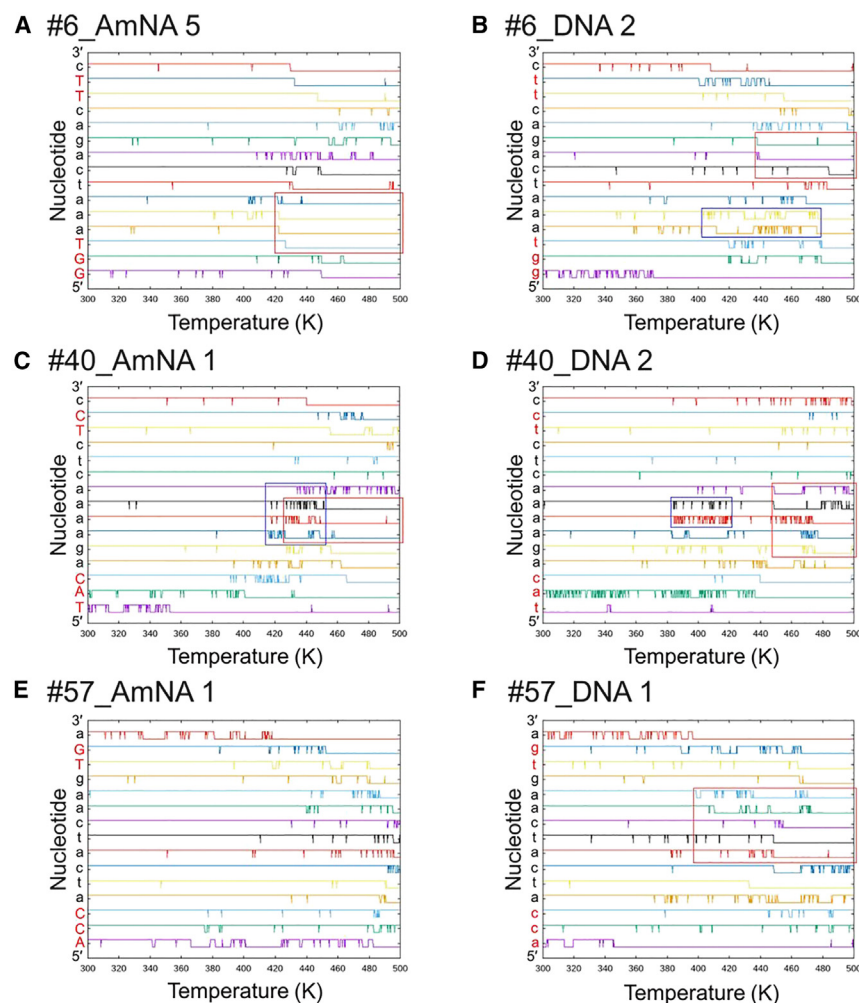 A #6_AmNA 5
3′
c
T
T
c
a
g
a
c
t
a
a
a
T
G
G
5′
Nucleotide
300 320 340 360 380 400 420 440 460 480 500
Temperature (K)
B #6_DNA 2
3′
c
t
t
c
a
g
a
c
t
a
a
a
t
g
g
5′
Nucleotide
300 320 340 360 380 400 420 440 460 480 500
Temperature (K)
C #40_AmNA 1
3′
c
C
T
c
t
c
a
a
a
a
g
a
C
A
T
5′
Nucleotide
300 320 340 360 380 400 420 440 460 480 500
Temperature (K)
D #40_DNA 2
3′
c
c
t
c
t
c
a
a
a
a
g
a
c
a
t
5′
Nucleotide
300 320 340 360 380 400 420 440 460 480 500
Temperature (K)
E #57_AmNA 1
3′
a
G
T
g
a
a
c
t
a
c
t
a
C
C
A
5′
Nucleotide
300 320 340 360 380 400 420 440 460 480 500
Temperature (K)
F #57_DNA 1
3′
a
g
t
g
a
a
c
t
a
c
t
a
c
c
a
5′
Nucleotide
300 320 340 360 380 400 420 440 460 480 500
Temperature (K)